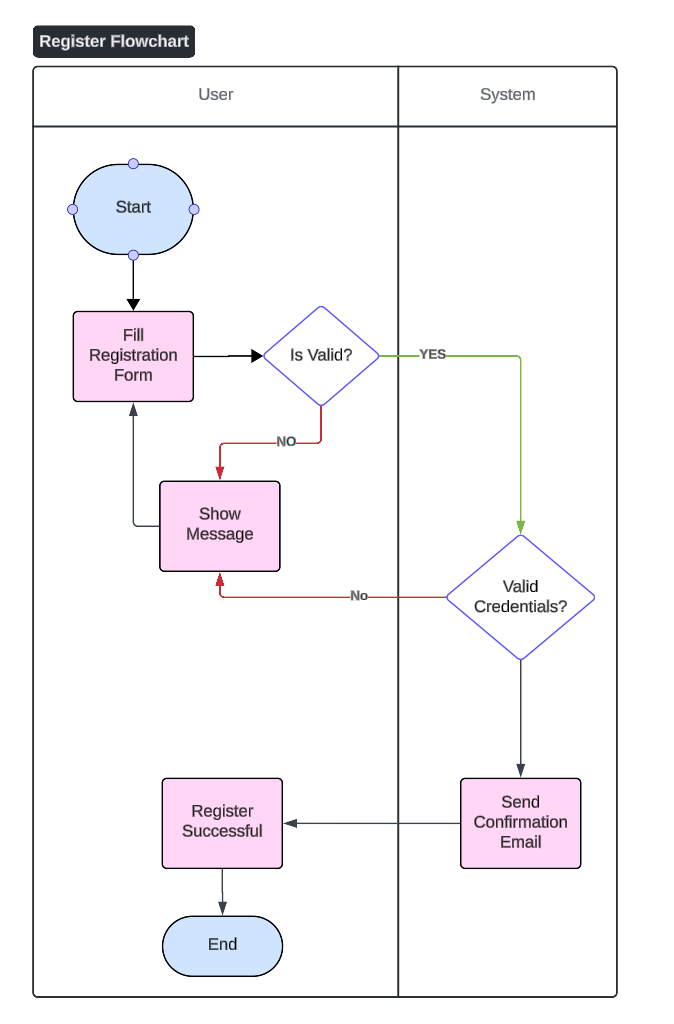 Register Flowchart
User
System
Start
Fill
Registration
Form
Is Valid?
YES
NO
Show
Message
Valid
Credentials?
No
Send
Confirmation
Email
Register
Successful
End